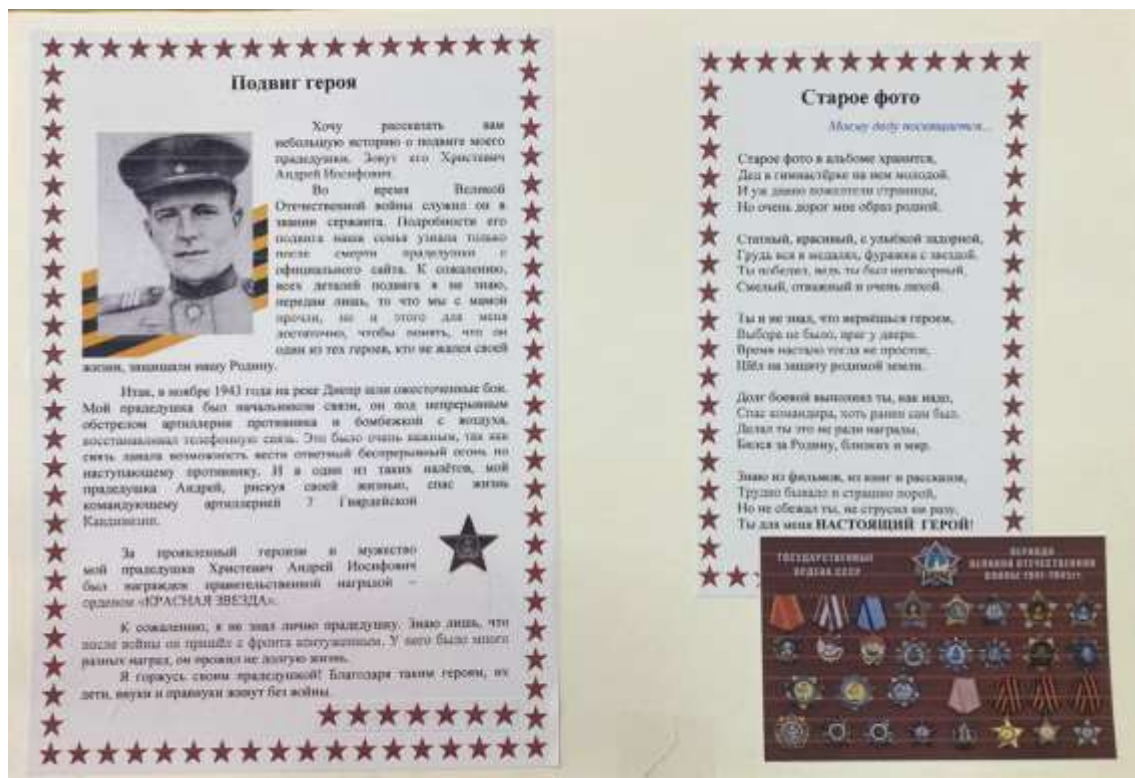 Подвиг героя
Хочу рассказать вам
небольшую историю о подвиге моего
прадедушки. Зовут его Христевич
Андрей Иосифович.
Во время Великой
Отечественной войны служил он в
звании сержанта. Подробности его
подвига наша семья узнала только
после смерти прадедушки с
официального сайта. К сожалению,
всех деталей подвига я не знаю,
передам лишь, то что мы с мамой
прочли, но и этого для меня
достаточно, чтобы понять, что он
один из тех героев, кто не жалея своей
жизни, защищали нашу Родину.
Итак, в ноябре 1943 года на реке Днепр шли ожесточенные бои.
Мой прадедушка был начальником связи, он под непрерывным
обстрелом артиллерии противника и бомбежкой с воздуха,
восстанавливал телефонную связь. Это было очень важным, так как
связь давала возможность вести ответный беспрерывный огонь по
наступающему противнику. И в один из таких налётов, мой
прадедушка Андрей, рискуя своей жизнью, спас жизнь
командующему артиллерией 7 Гвардейской
Кавдивизии.
За проявленный героизм и мужество
мой прадедушка Христевич Андрей Иосифович
был награжден правительственной наградой –
орденом «КРАСНАЯ ЗВЕЗДА».
К сожалению, я не знал лично прадедушку. Знаю лишь, что
после войны он пришёл с фронта контуженным. У него было много
разных наград, он прожил не долгую жизнь.
Я горжусь своим прадедушкой! Благодаря таким героям, их
дети, внуки и правнуки живут без войны.
Старое фото
Моему деду посвящается...
Старое фото в альбоме хранится,
Дед в гимнастёрке на нем молодой.
И уж давно пожелтели страницы,
Но очень дорог мне образ родной.
Статный, красивый, с улыбкой задорной,
Грудь вся в медалях, фуражка с звездой.
Ты победил, ведь ты был непокорный,
Смелый, отважный и очень лихой.
Ты и не знал, что вернёшься героем,
Выбора не было, враг у двери.
Время настало тогда не простое,
Шёл на защиту родимой земли.
Долг боевой выполнял ты, как надо,
Спас командира, хоть ранен сам был.
Делал ты это не ради награды,
Бился за Родину, близких и мир.
Знаю из фильмов, из книг и рассказов,
Трудно бывало и страшно порой,
Но не сбежал ты, не струсил ни разу,
Ты для меня НАСТОЯЩИЙ ГЕРОЙ!
ГОСУДАРСТВЕННЫЕ
ОРДЕНА СССР
ПЕРИОДА
ВЕЛИКОЙ ОТЕЧЕСТВЕННОЙ
ВОЙНЫ 1941-1945гг.